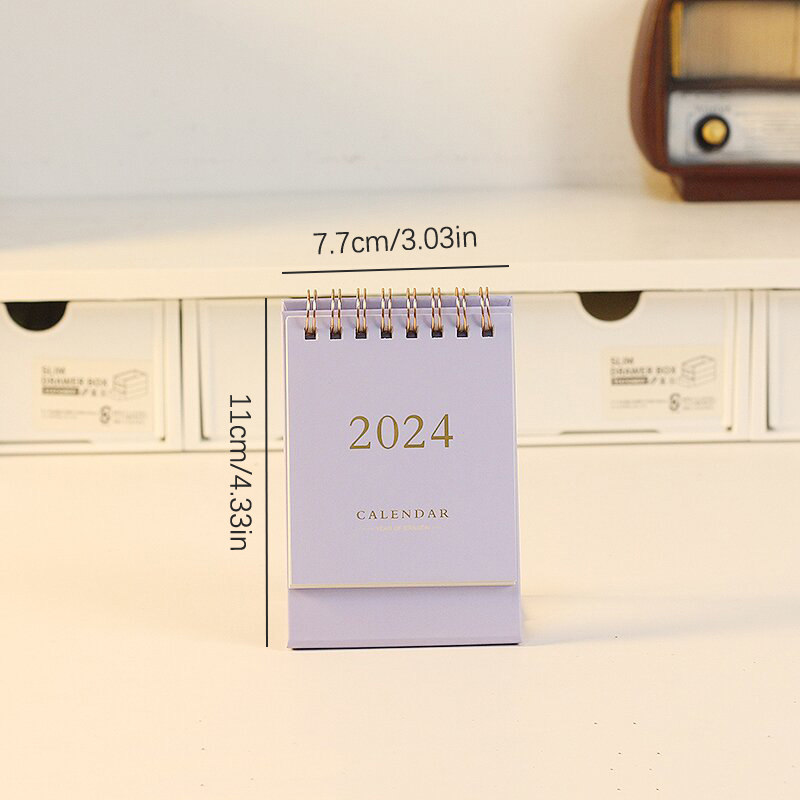 7.7cm/3.03in
11cm/4.33in
2024
CALENDAR
SLIM
DRAWER BOX
SLIM
DRAWER BOX